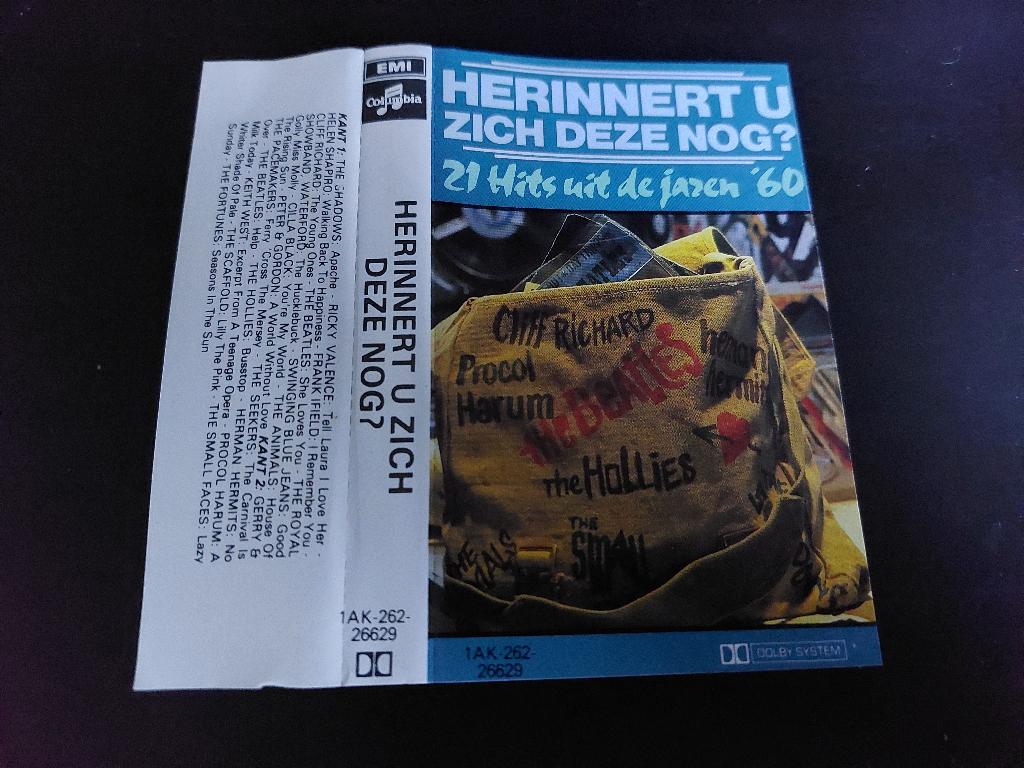 KANT 1: THE SHADOWS: Apache - RICKY VALENCE: Tell Laura I Love Her -
HELEN SHAPIRO: Walking Back To Happiness - FRANK IFIELD: I Remember You -
CLIFF RICHARD: The Young Ones - THE BEATLES: She Loves You - THE ROYAL
SHOWBAND WATERFORD: The Huckleback - SWINGING BLUE JEANS: Good
Golly Miss Molly - CILLA BLACK: You're My World - THE ANIMALS: House Of
The Rising Sun - PETER & GORDON: A World Without Love KANT 2: GERRY &
THE PACEMAKERS: Ferry 'Cross The Mersey - THE SEEKERS: The Carnival Is
Over - THE BEATLES: Help - THE HOLLIES: Busstop - HERMAN HERMITS: No
Milk Today - KEITH WEST: Excerpt From A Teenage Opera - PROCOL HARUM: A
Whiter Shade Of Pale - THE SCAFFOLD: Lilly The Pink - THE SMALL FACES: Lazy
Sunday - THE FORTUNES: Seasons In The Sun
EMI
Columbia
HERINNERT U ZICH
DEZE NOG?
1AK-262-
26629
HERINNERT U
ZICH DEZE NOG?
21 Hits uit de jaren '60
Cliff RICHARD
Procol
Harum
the BEATLES
herman
hermit
the HOLLIES
THE
SMALL
1AK-262-
26629
DOLBY SYSTEM